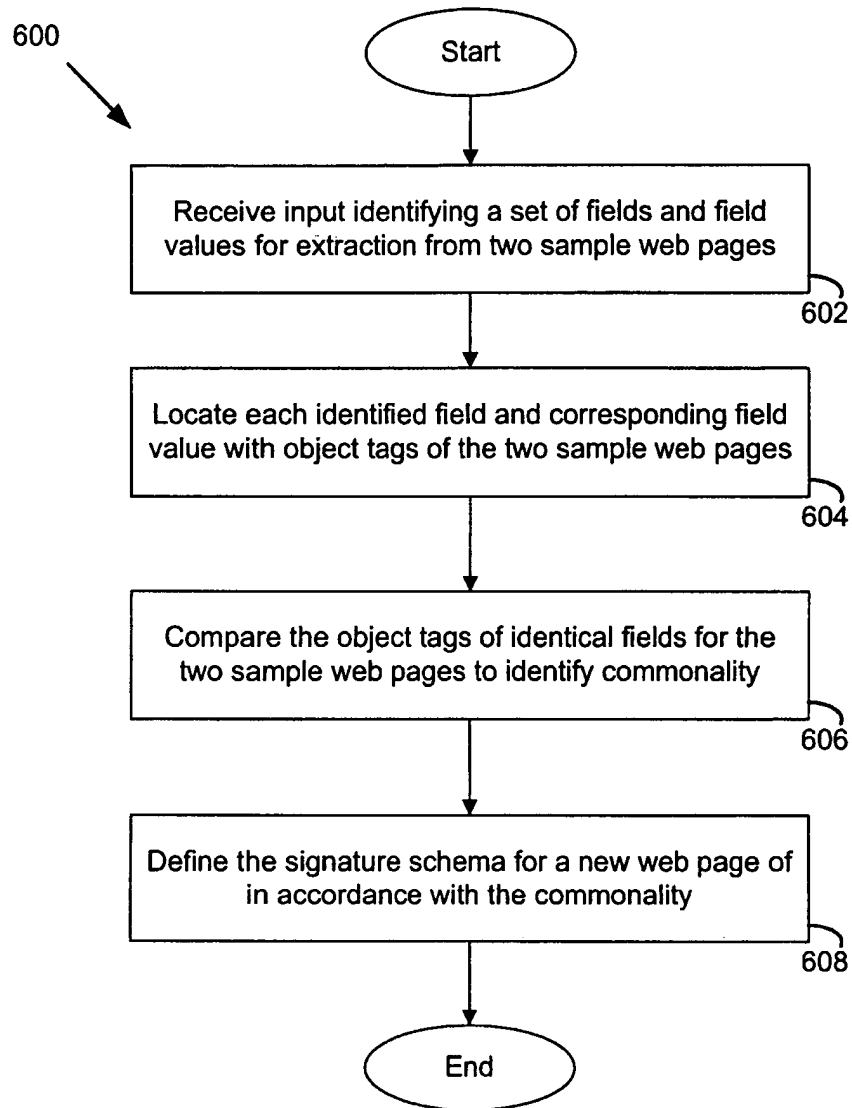 600
Start
Receive input identifying a set of fields and field
values for extraction from two sample web pages
602
Locate each identified field and corresponding field
value with object tags of the two sample web pages
604
Compare the object tags of identical fields for the
two sample web pages to identify commonality
606
Define the signature schema for a new web page of
in accordance with the commonality
608
End